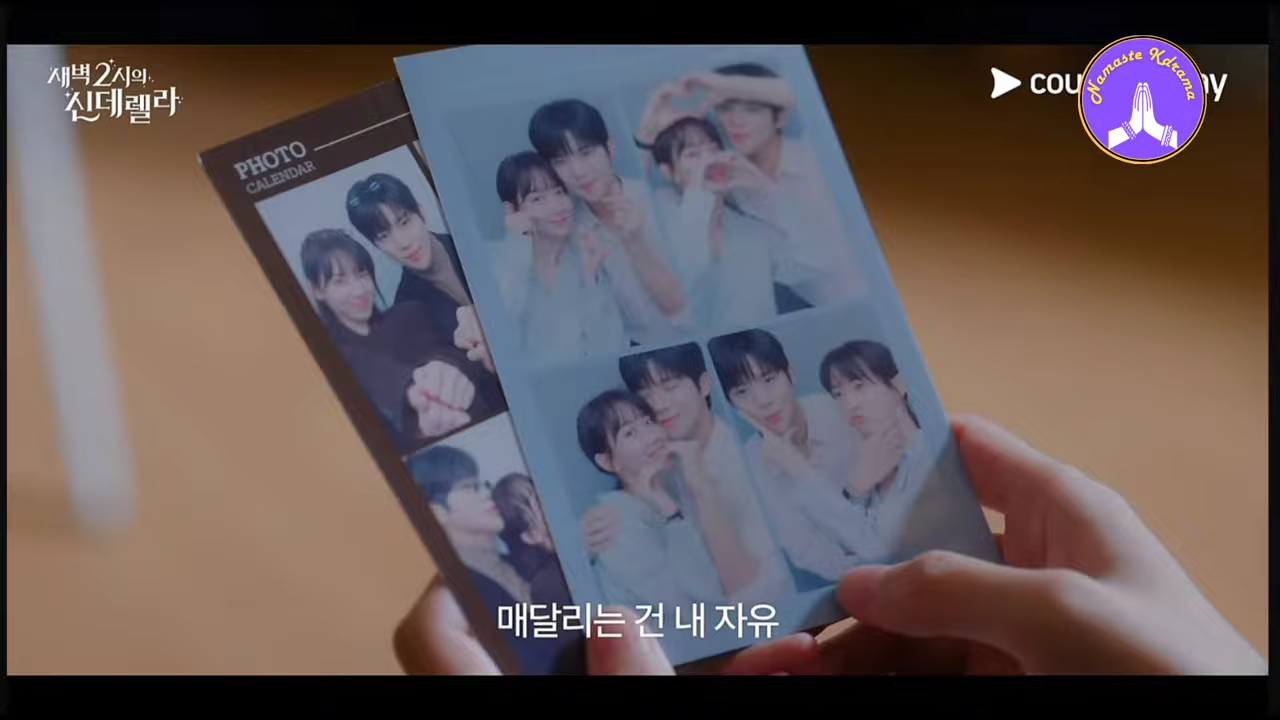 새벽 2시의
신데렐라
Namaste Kdrama
PHOTO
CALENDAR
매달리는 건 내 자유